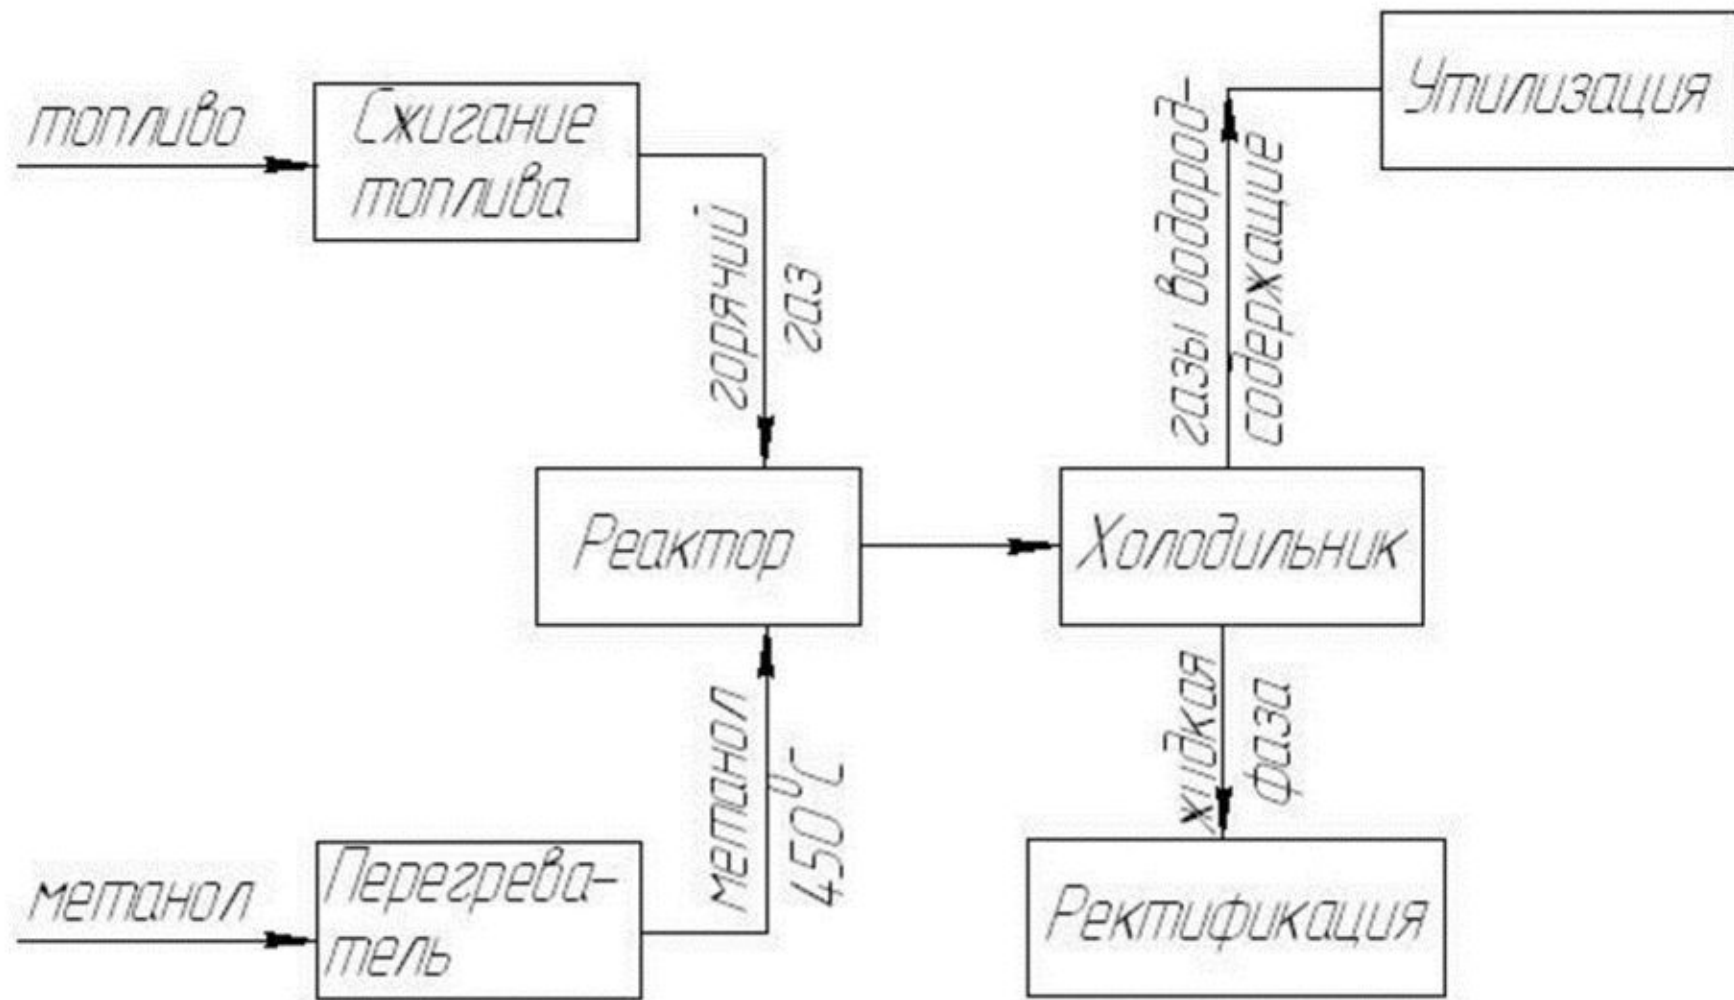 топливо
Сжигание
топлива
горячий
газ
газы водород-
содержащие
Утилизация
Реактор
Холодильник
метанол
450°С
жидкая
фаза
метанол
Перегрева-
тель
Ректификация